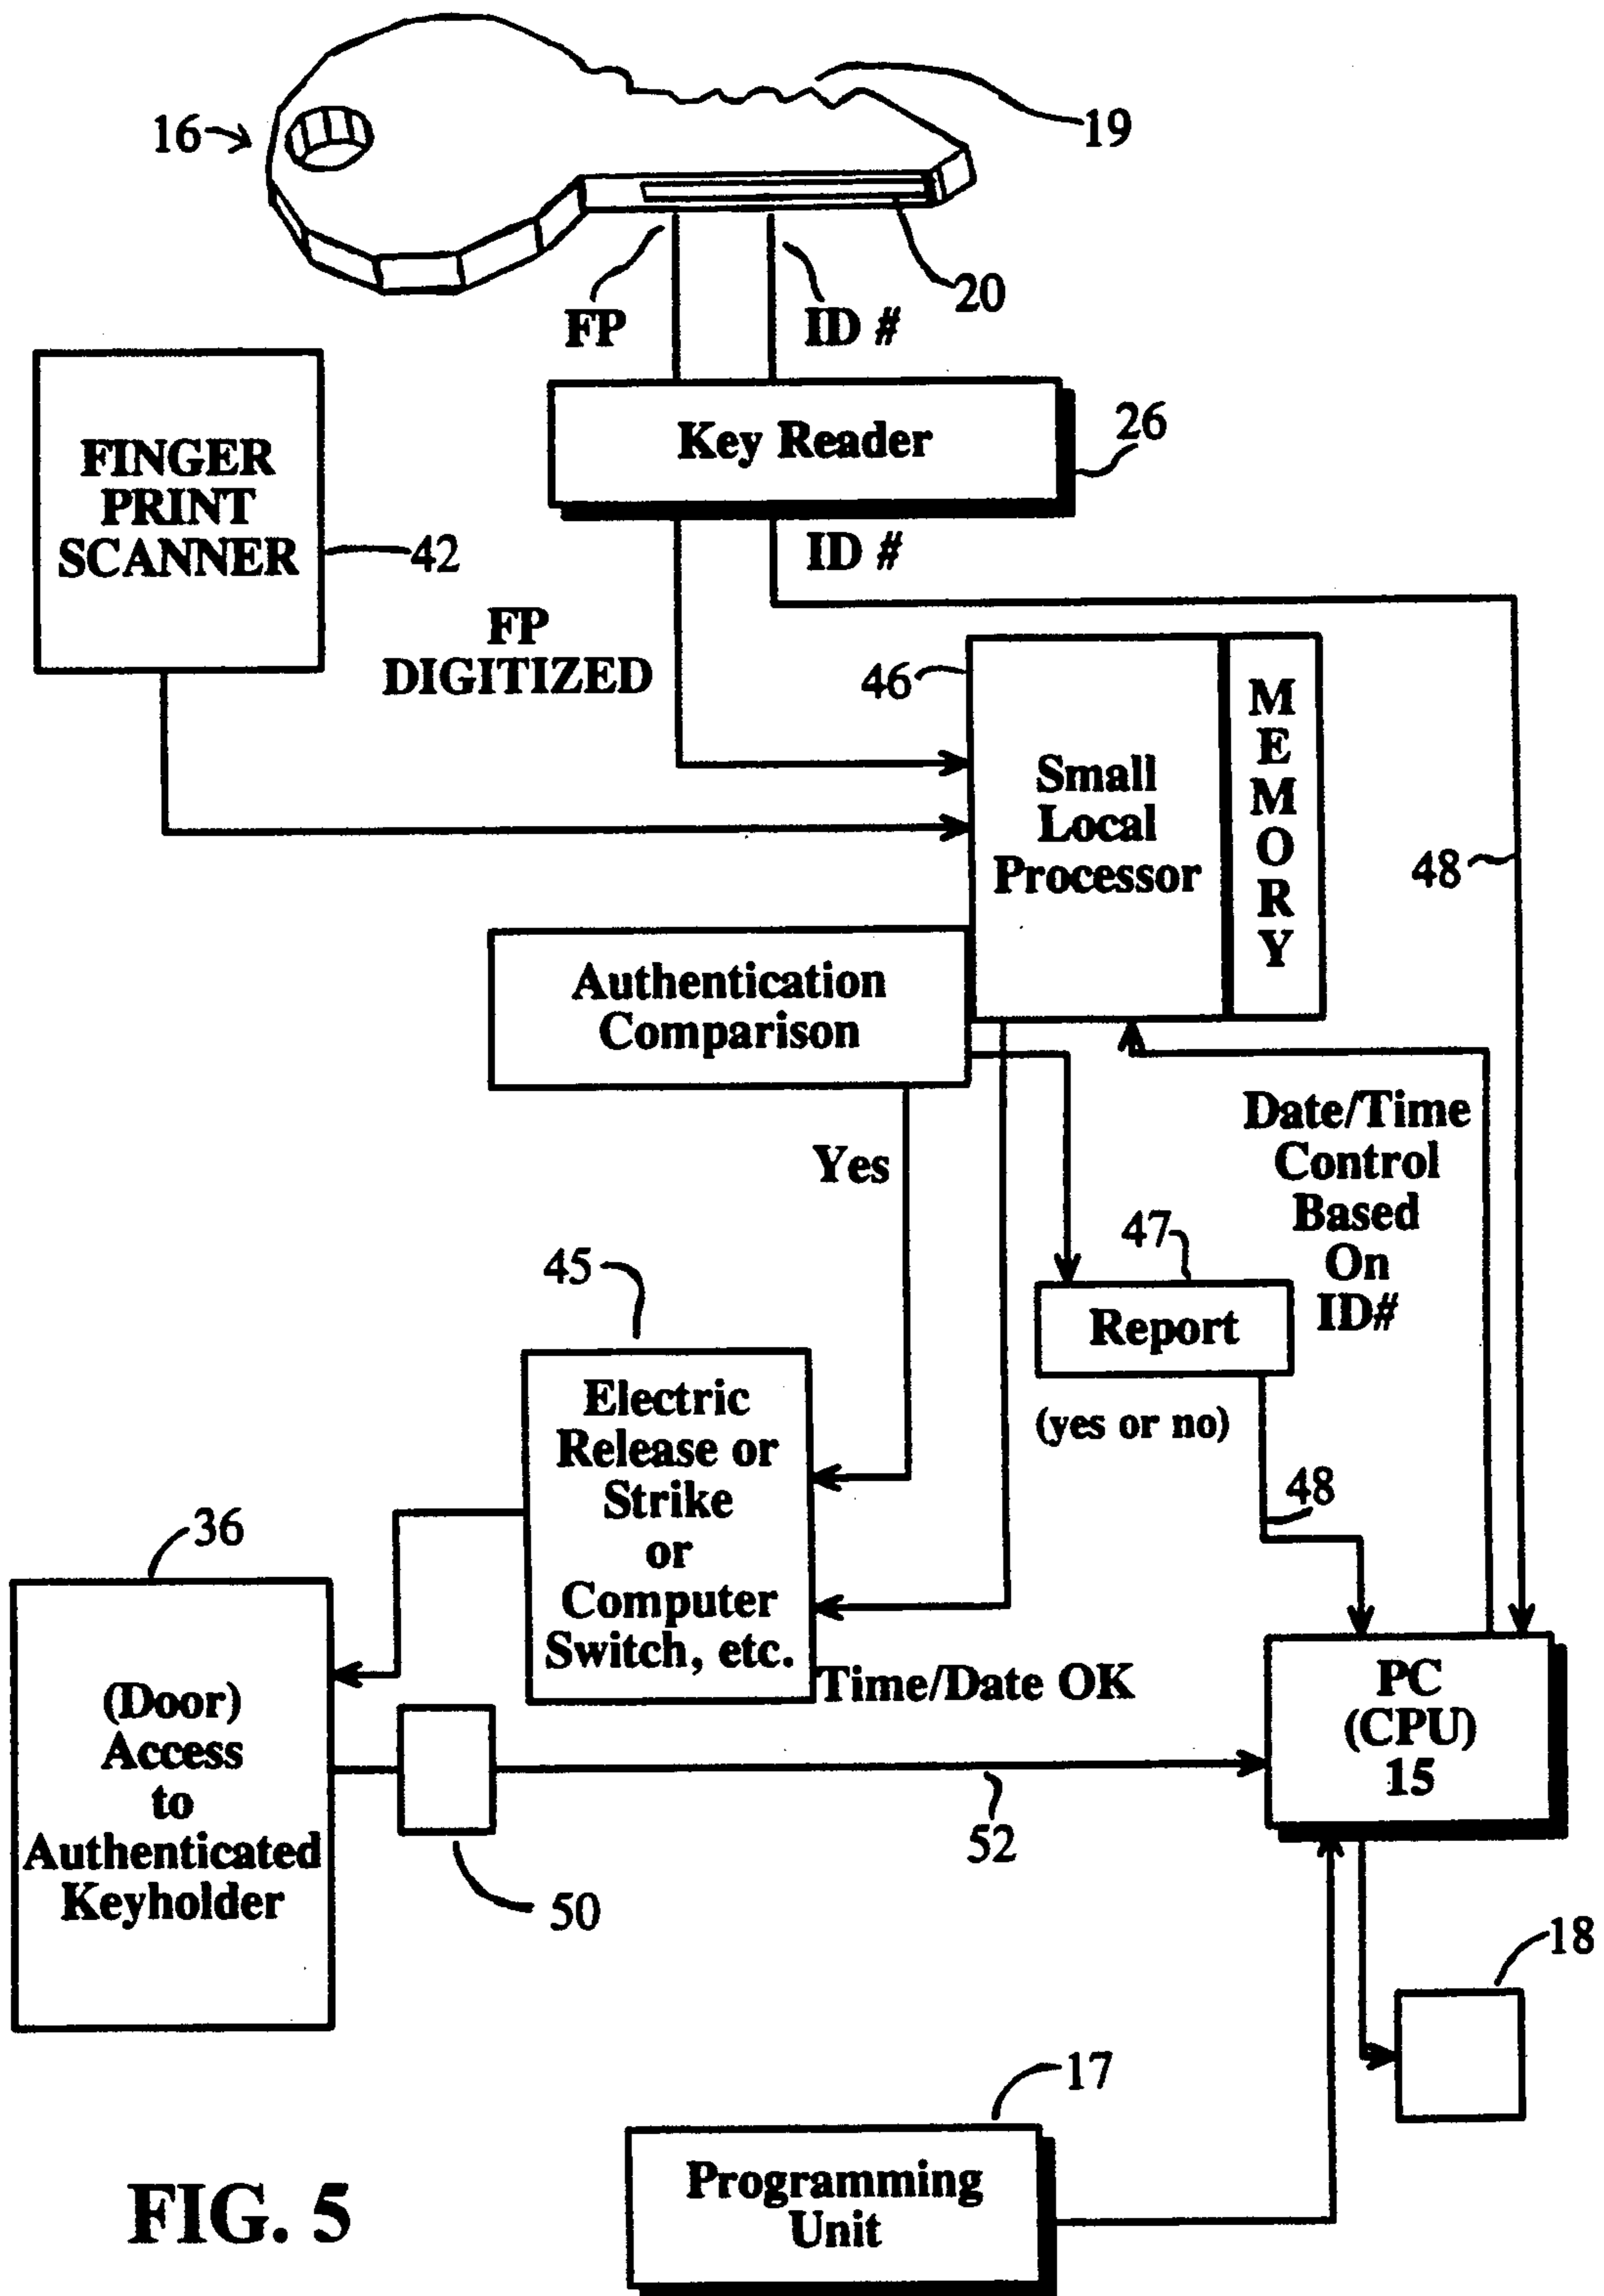 16
19
20
FP
ID #
FINGER
PRINT
SCANNER
42
Key Reader
26
ID #
FP
DIGITIZED
46
Small
Local
Processor
M
E
M
O
R
Y
48
Authentication
Comparison
Yes
Date/Time
Control
Based
On
ID#
47
Report
(yes or no)
48
45
Electric
Release or
Strike
or
Computer
Switch, etc.
Time/Date OK
36
(Door)
Access
to
Authenticated
Keyholder
50
52
PC
(CPU)
15
18
17
Programming
Unit
FIG. 5